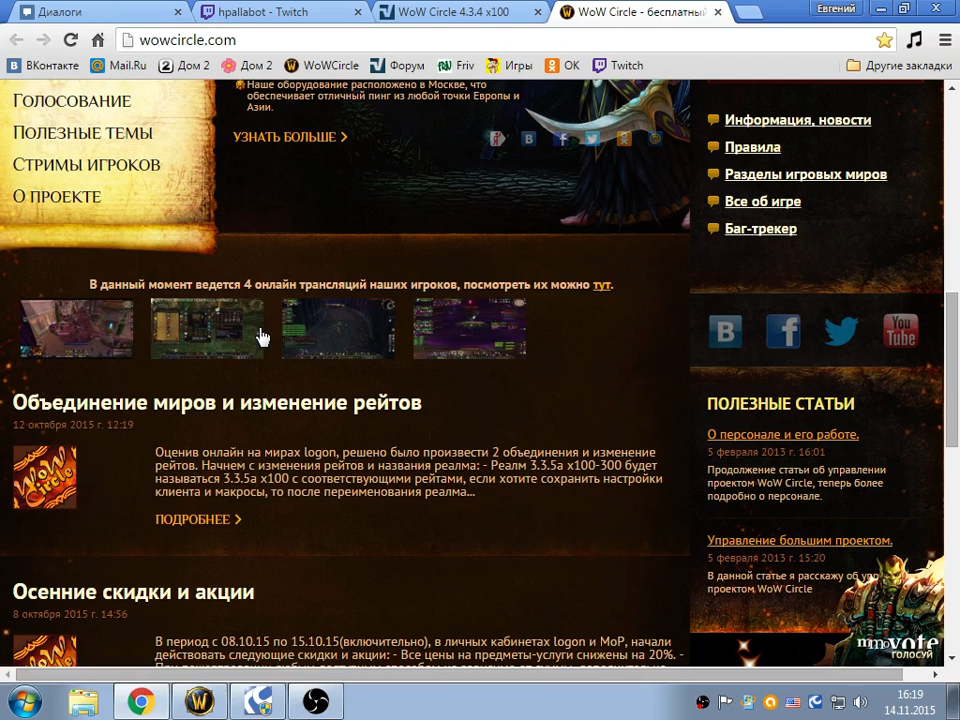 Диалоги
hpallabot - Twitch
WoW Circle 4.3.4 x100
WoW Circle - бесплатный
Евгений
wowcircle.com
ВКонтакте
Mail.Ru
Дом 2
Дом 2
WoWCircle
Форум
Friv
Игры
ОК
Twitch
Другие закладки
Голосование
Полезные темы
Стримы игроков
О проекте
Наше оборудование расположено в Москве, что
обеспечивает отличный пинг из любой точки Европы и
Азии.
УЗНАТЬ БОЛЬШЕ
Информация, новости
Правила
Разделы игровых миров
Все об игре
Баг-трекер
В данный момент ведется 4 онлайн трансляций наших игроков, посмотреть их можно тут.
You
Tube
Объединение миров и изменение рейтов
12 октября 2015 г. 12:19
WoW
Circle
Оценив онлайн на мирах logon, решено было произвести 2 объединения и изменение
рейтов. Начнем с изменения рейтов и названия реалма: - Реалм 3.3.5a x100-300 будет
называться 3.3.5a x100 с соответствующими рейтами, если хотите сохранить настройки
клиента и макросы, то после переименования реалма...
ПОДРОБНЕЕ
Осенние скидки и акции
8 октября 2015 г. 14:56
В период с 08.10.15 по 15.10.15(включительно), в личных кабинетах logon и MoP, начали
действовать следующие скидки и акции: - Все цены на предметы-услуги снижены на 20%. -
ПОЛЕЗНЫЕ СТАТЬИ
О персонале и его работе.
5 февраля 2013 г. 16:01
Продолжение статьи об управлении
проектом WoW Circle, теперь более
подробно о персонале.
Управление большим проектом.
5 февраля 2013 г. 15:20
В данной статье я расскажу об упр
проектом WoW Circle
mmovote
ГОЛОСУЙ
16:19
14.11.2015